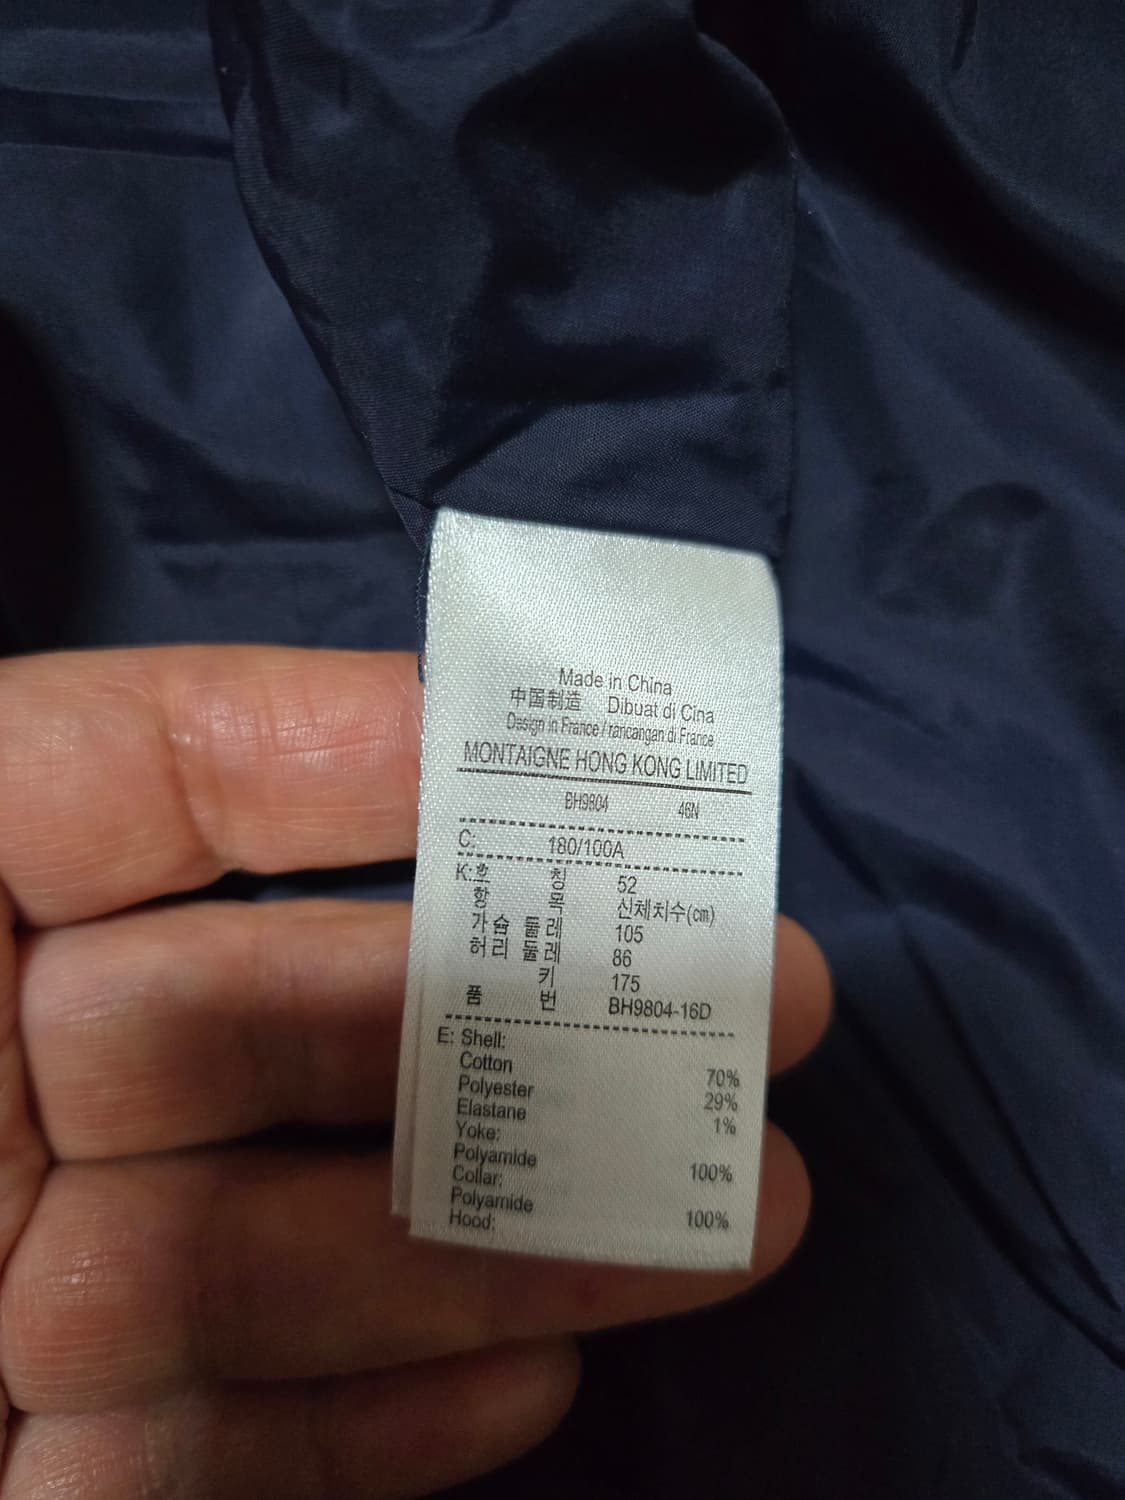 Made in China
中国制造 Dibuat di Cina
Design in France / rancangan di France
MONTAIGNE HONG KONG LIMITED
BH9804 46N
C: 180/100A
K:호 칭 52
항 목 신체치수(cm)
가슴 둘레 105
허리 둘레 86
키 175
품 번 BH9804-16D
E: Shell:
Cotton 70%
Polyester 29%
Elastane 1%
Yoke:
Polyamide 100%
Collar:
Polyamide 100%
Hood: